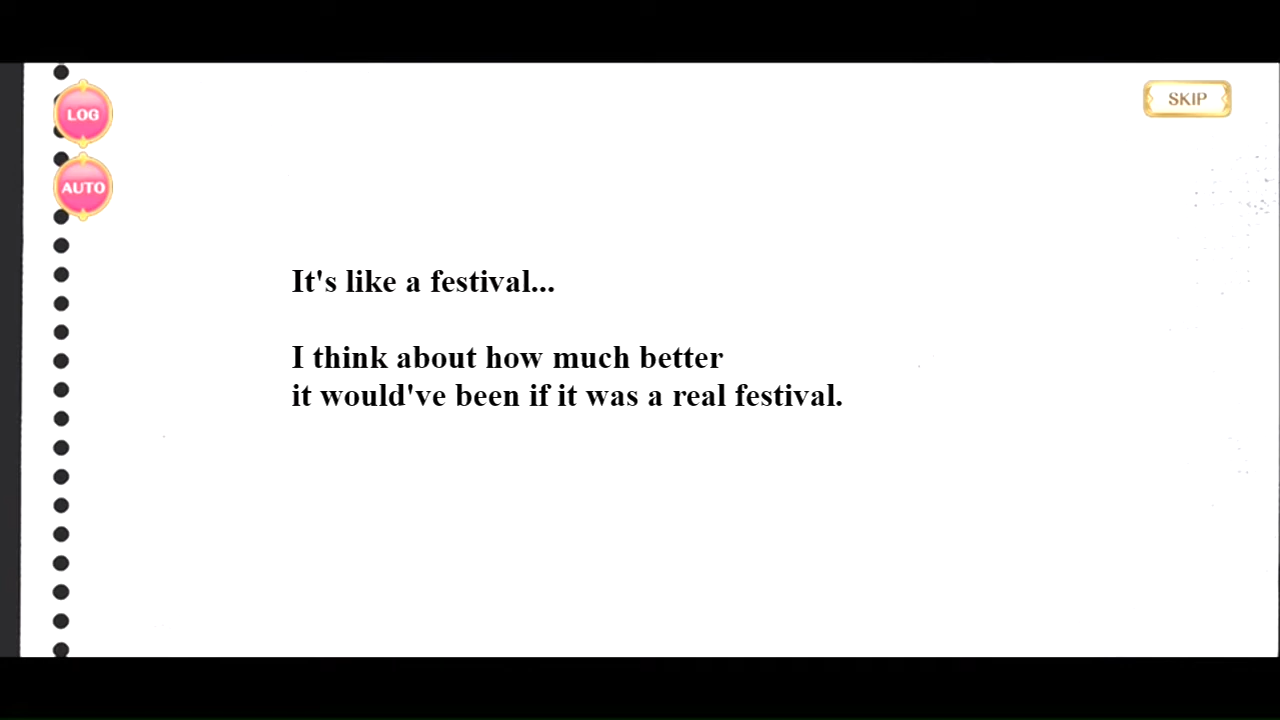 LOG
SKIP
AUTO
It's like a festival...
I think about how much better
it would've been if it was a real festival.